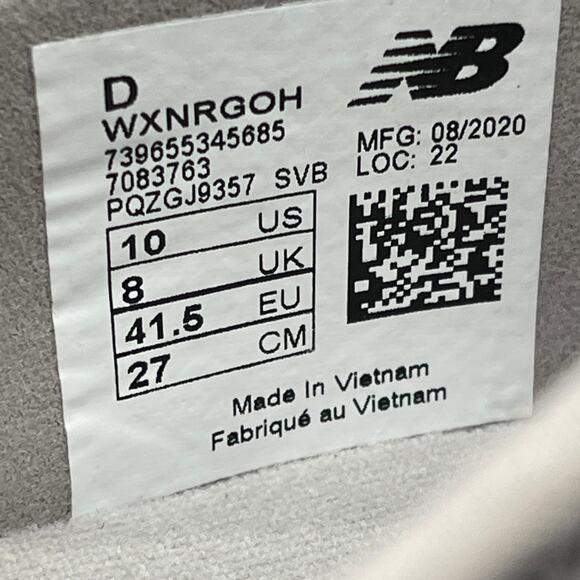 D
WXNRGOH
739655345685
7083763
PQZGJ9357 SVB
10 US
8 UK
41.5 EU
27 CM
NB
MFG: 08/2020
LOC: 22
Made In Vietnam
Fabriqué au Vietnam